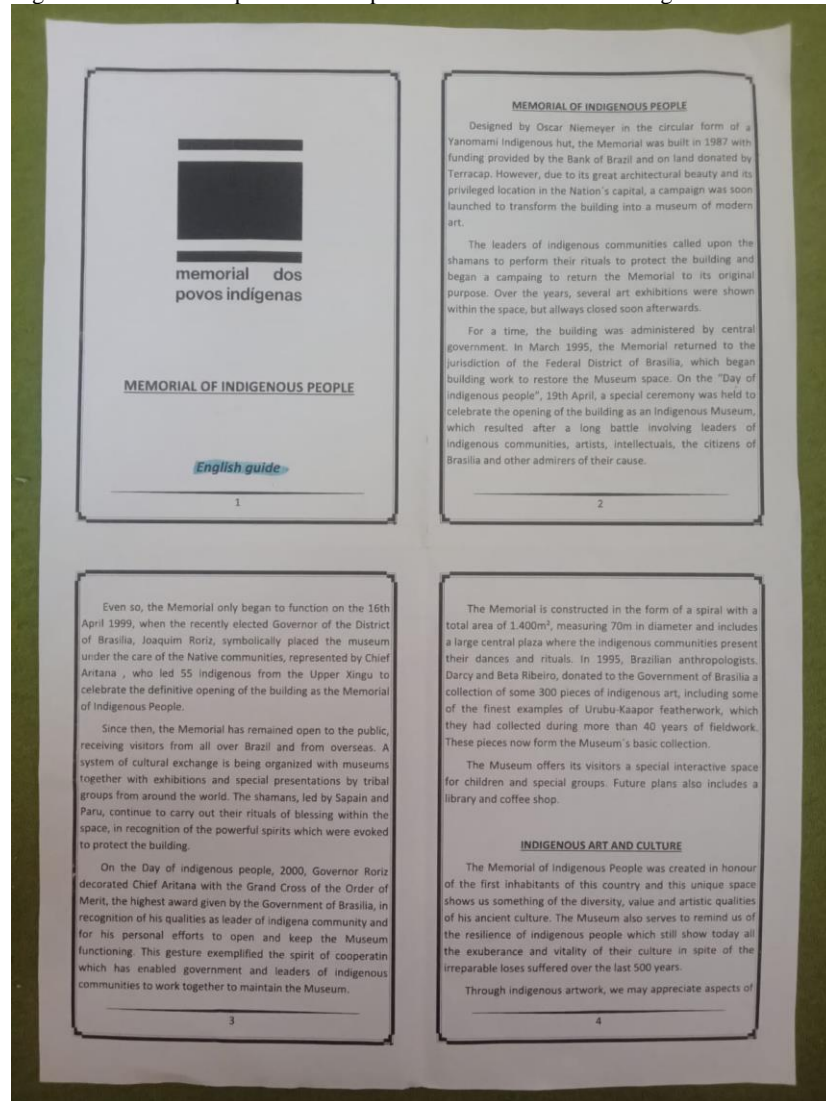 memorial dos
povos indígenas
MEMORIAL OF INDIGENOUS PEOPLE
English guide
1
MEMORIAL OF INDIGENOUS PEOPLE
Designed by Oscar Niemeyer in the circular form of a
Yanomami Indigenous hut, the Memorial was built in 1987 with
funding provided by the Bank of Brazil and on land donated by
Terracap. However, due to its great architectural beauty and its
privileged location in the Nation´s capital, a campaign was soon
launched to transform the building into a museum of modern
art.
The leaders of indigenous communities called upon the
shamans to perform their rituals to protect the building and
began a campaing to return the Memorial to its original
purpose. Over the years, several art exhibitions were shown
within the space, but allways closed soon afterwards.
For a time, the building was administered by central
government. In March 1995, the Memorial returned to the
jurisdiction of the Federal District of Brasilia, which began
building work to restore the Museum space. On the "Day of
indigenous people", 19th April, a special ceremony was held to
celebrate the opening of the building as an Indigenous Museum,
which resulted after a long battle involving leaders of
indigenous communities, artists, intellectuals, the citizens of
Brasilia and other admirers of their cause.
2
Even so, the Memorial only began to function on the 16th
April 1999, when the recently elected Governor of the District
of Brasilia, Joaquim Roriz, symbolically placed the museum
under the care of the Native communities, represented by Chief
Aritana , who led 55 indigenous from the Upper Xingu to
celebrate the definitive opening of the building as the Memorial
of Indigenous People.
Since then, the Memorial has remained open to the public,
receiving visitors from all over Brazil and from overseas. A
system of cultural exchange is being organized with museums
together with exhibitions and special presentations by tribal
groups from around the world. The shamans, led by Sapain and
Paru, continue to carry out their rituals of blessing within the
space, in recognition of the powerful spirits which were evoked
to protect the building.
On the Day of indigenous people, 2000, Governor Roriz
decorated Chief Aritana with the Grand Cross of the Order of
Merit, the highest award given by the Government of Brasilia, in
recognition of his qualities as leader of indigena community and
for his personal efforts to open and keep the Museum
functioning. This gesture exemplified the spirit of cooperatin
which has enabled government and leaders of indigenous
communities to work together to maintain the Museum.
3
The Memorial is constructed in the form of a spiral with a
total area of 1.400m², measuring 70m in diameter and includes
a large central plaza where the indigenous communities present
their dances and rituals. In 1995, Brazilian anthropologists.
Darcy and Beta Ribeiro, donated to the Government of Brasilia a
collection of some 300 pieces of indigenous art, including some
of the finest examples of Urubu-Kaapor featherwork, which
they had collected during more than 40 years of fieldwork.
These pieces now form the Museum´s basic collection.
The Museum offers its visitors a special interactive space
for children and special groups. Future plans also includes a
library and coffee shop.
INDIGENOUS ART AND CULTURE
The Memorial of Indigenous People was created in honour
of the first inhabitants of this country and this unique space
shows us something of the diversity, value and artistic qualities
of his ancient culture. The Museum also serves to remind us of
the resilience of indigenous people which still show today all
the exuberance and vitality of their culture in spite of the
irreparable loses suffered over the last 500 years.
Through indigenous artwork, we may appreciate aspects of
4